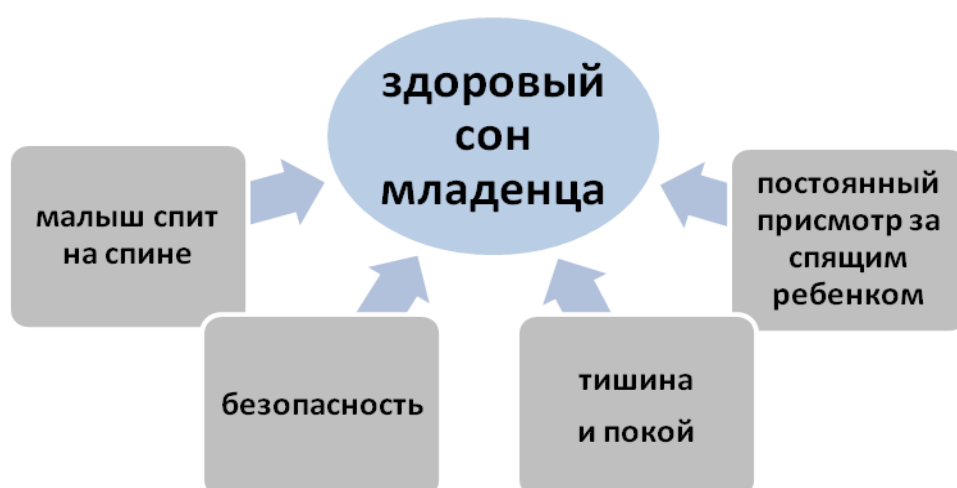 здоровый
сон
младенца
малыш спит
на спине
безопасность
тишина
и покой
постоянный
присмотр за
спящим
ребенком